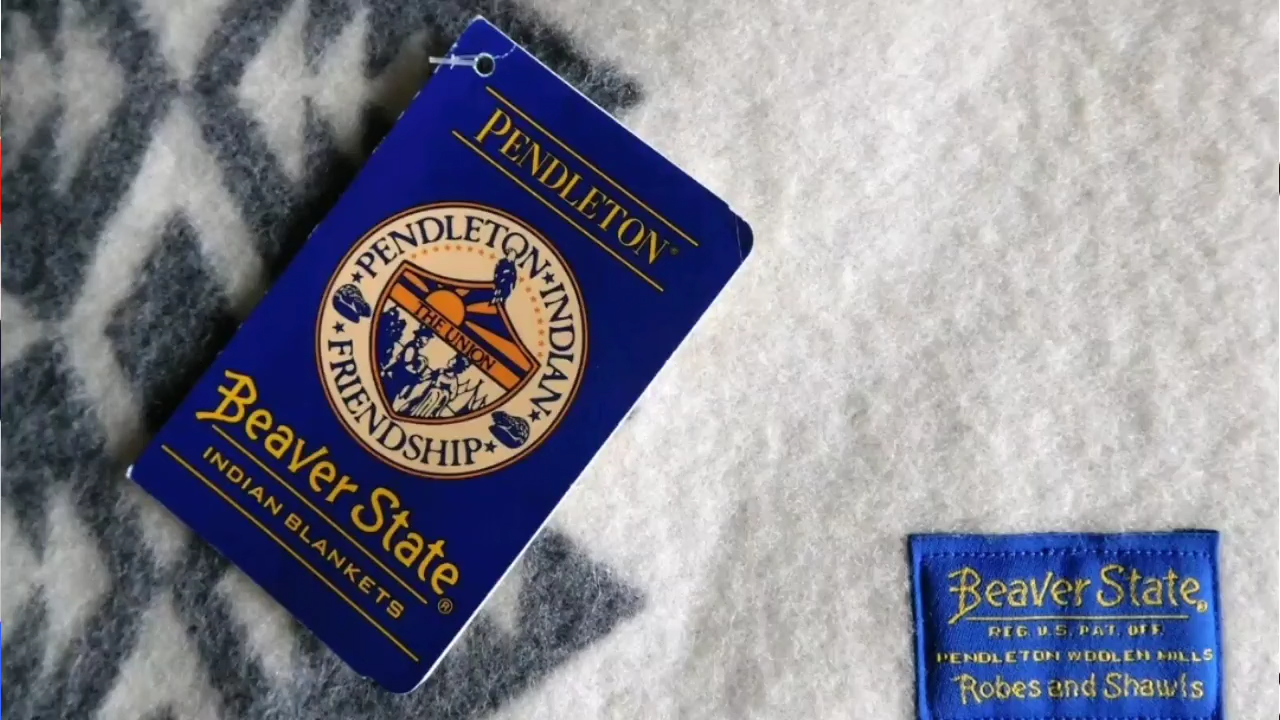 PENDLETON®
PENDLETON★INDIAN★
FRIENDSHIP★
THE UNION
Beaver State®
INDIAN BLANKETS
Beaver State,
REG. U.S. PAT. OFF.
PENDLETON WOOLEN MILLS
Robes and Shawls